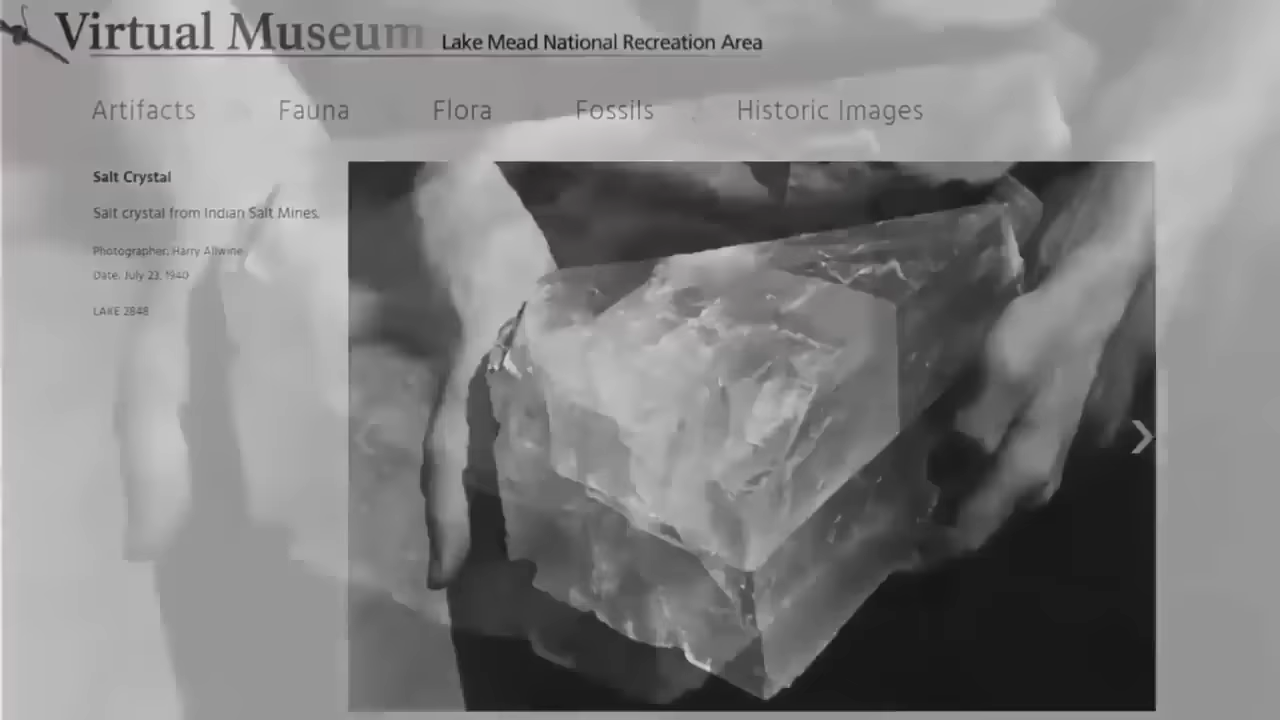 Virtual Museum Lake Mead National Recreation Area
Artifacts Fauna Flora Fossils Historic Images
Salt Crystal
Salt crystal from Indian Salt Mines.
Photographer: Harry Allwine
Date: July 23, 1940
LAKE 2848